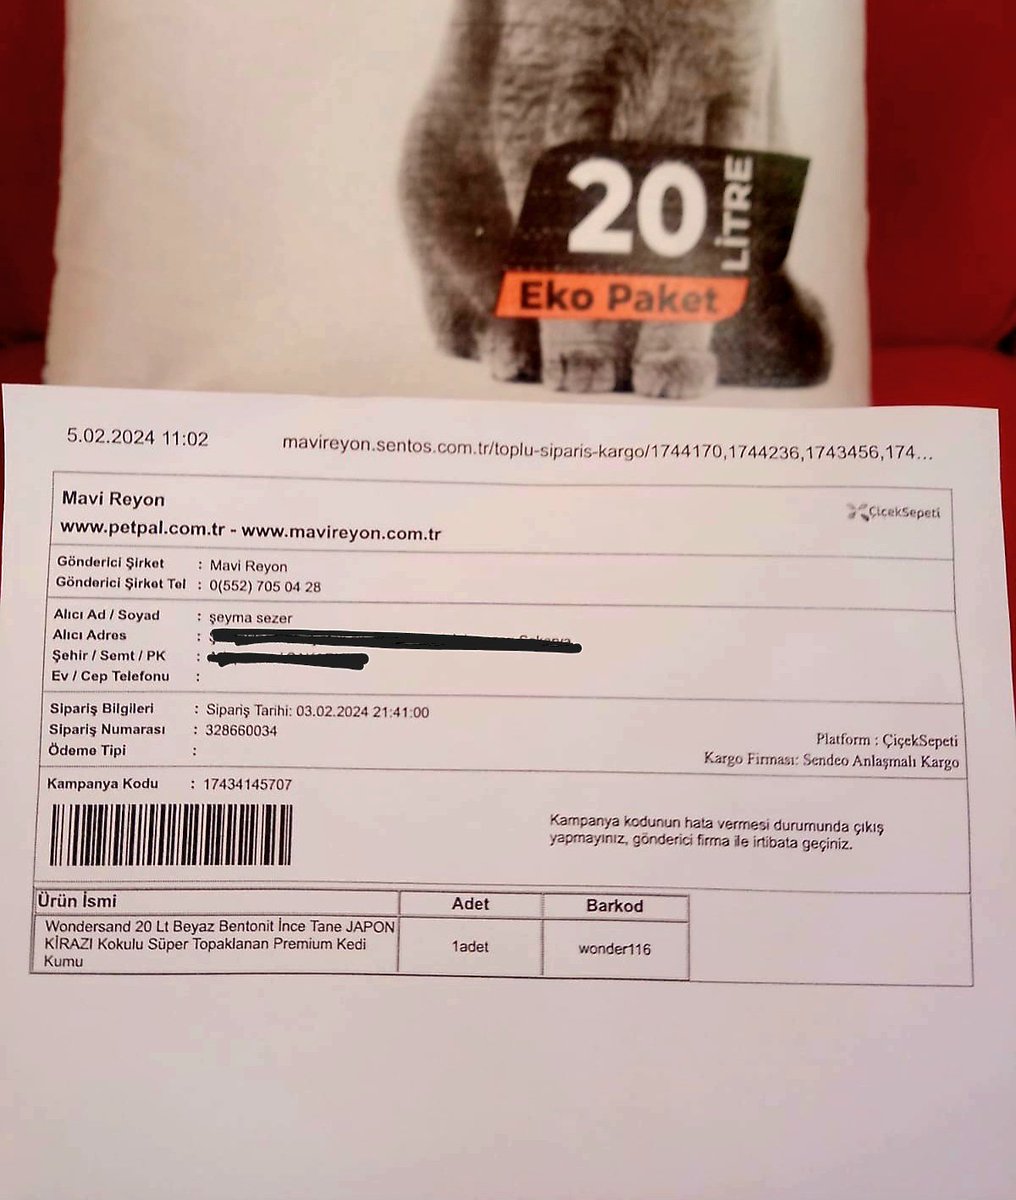 20
LİTRE
Eko Paket
5.02.2024 11:02
mavireyon.sentos.com.tr/toplu-siparis-kargo/1744170,1744236,1743456,174...
Mavi Reyon
www.petpal.com.tr - www.mavireyon.com.tr
ÇiçekSepeti
Gönderici Şirket : Mavi Reyon
Gönderici Şirket Tel : 0(552) 705 04 28
Alıcı Ad / Soyad : şeyma sezer
Alıcı Adres :
Şehir / Semt / PK :
Ev / Cep Telefonu :
Sipariş Bilgileri : Sipariş Tarihi: 03.02.2024 21:41:00
Sipariş Numarası : 328660034
Ödeme Tipi :
Platform : ÇiçekSepeti
Kargo Firması: Sendeo Anlaşmalı Kargo
Kampanya Kodu : 17434145707
Kampanya kodunun hata vermesi durumunda çıkış
yapmayınız, gönderici firma ile irtibata geçiniz.
Ürün İsmi Adet Barkod
Wondersand 20 Lt Beyaz Bentonit İnce Tane JAPON
KİRAZI Kokulu Süper Topaklanan Premium Kedi
Kumu
1adet
wonder116